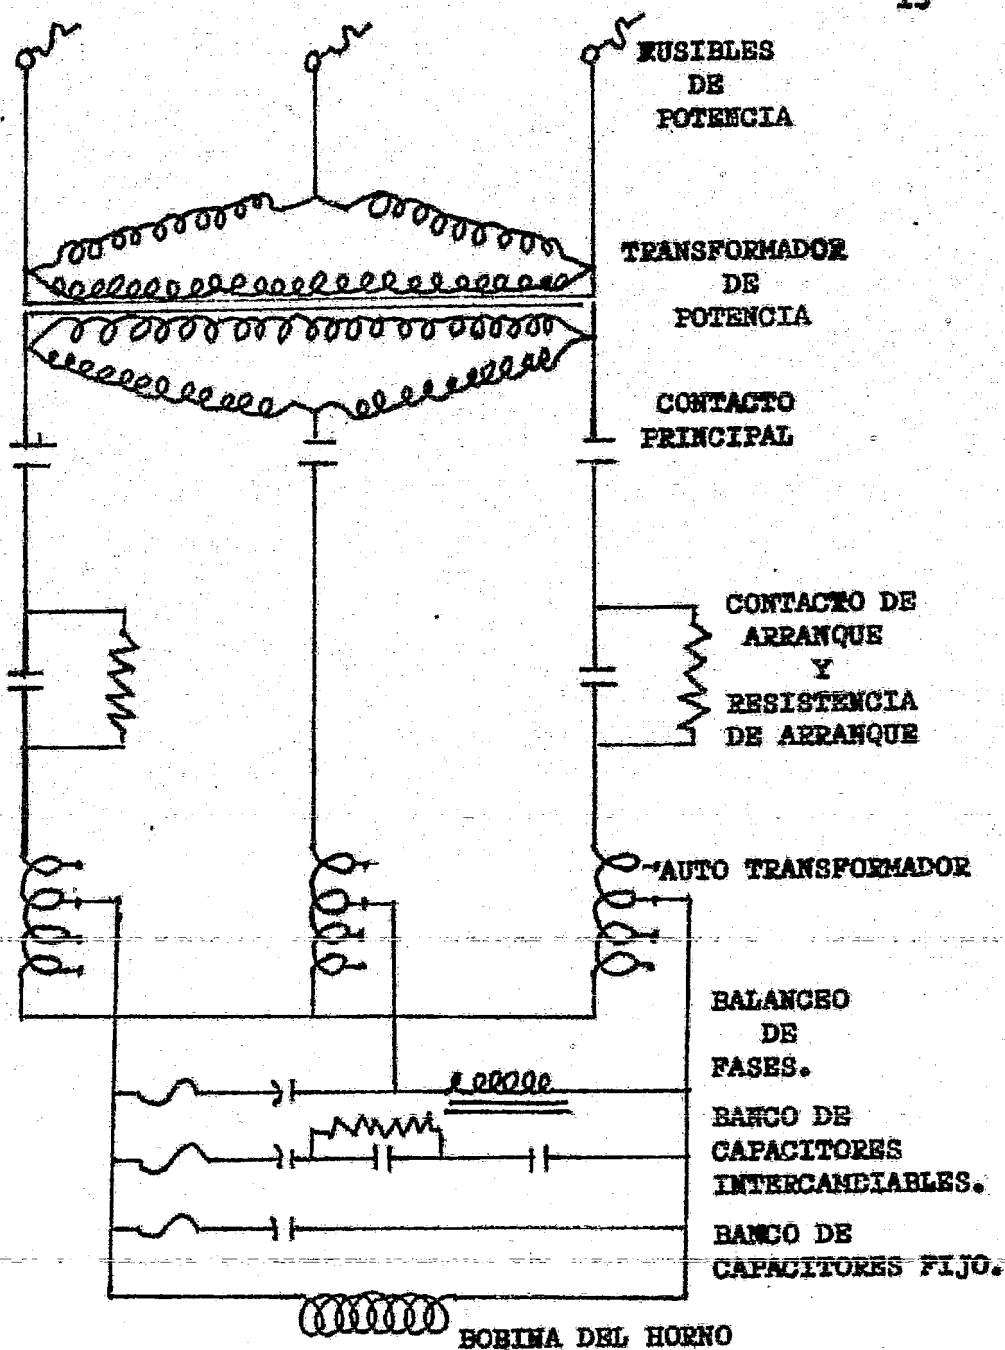 FUSIBLES
DE
POTENCIA
TRANSFORMADOR
DE
POTENCIA
CONTACTO
PRINCIPAL
CONTACTO DE
ARRANQUE
Y
RESISTENCIA
DE ARRANQUE
AUTO TRANSFORMADOR
BALANCEO
DE
FASES.
BANCO DE
CAPACITORES
INTERCAMDIABLES.
BANCO DE
CAPACITORES FIJO.
BOBINA DEL HORNO